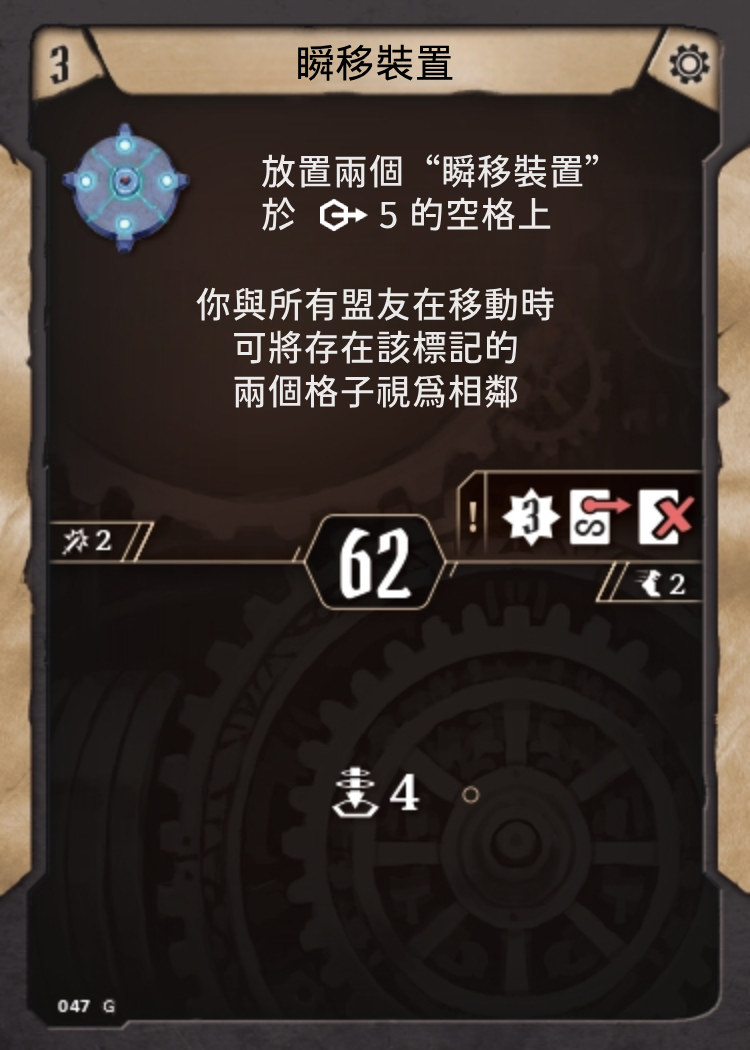 3
瞬移裝置
放置兩個“瞬移裝置”
於 5 的空格上
你與所有盟友在移動時
可將存在該標記的
兩個格子視爲相鄰
! 3
2
62
2
4
047 G